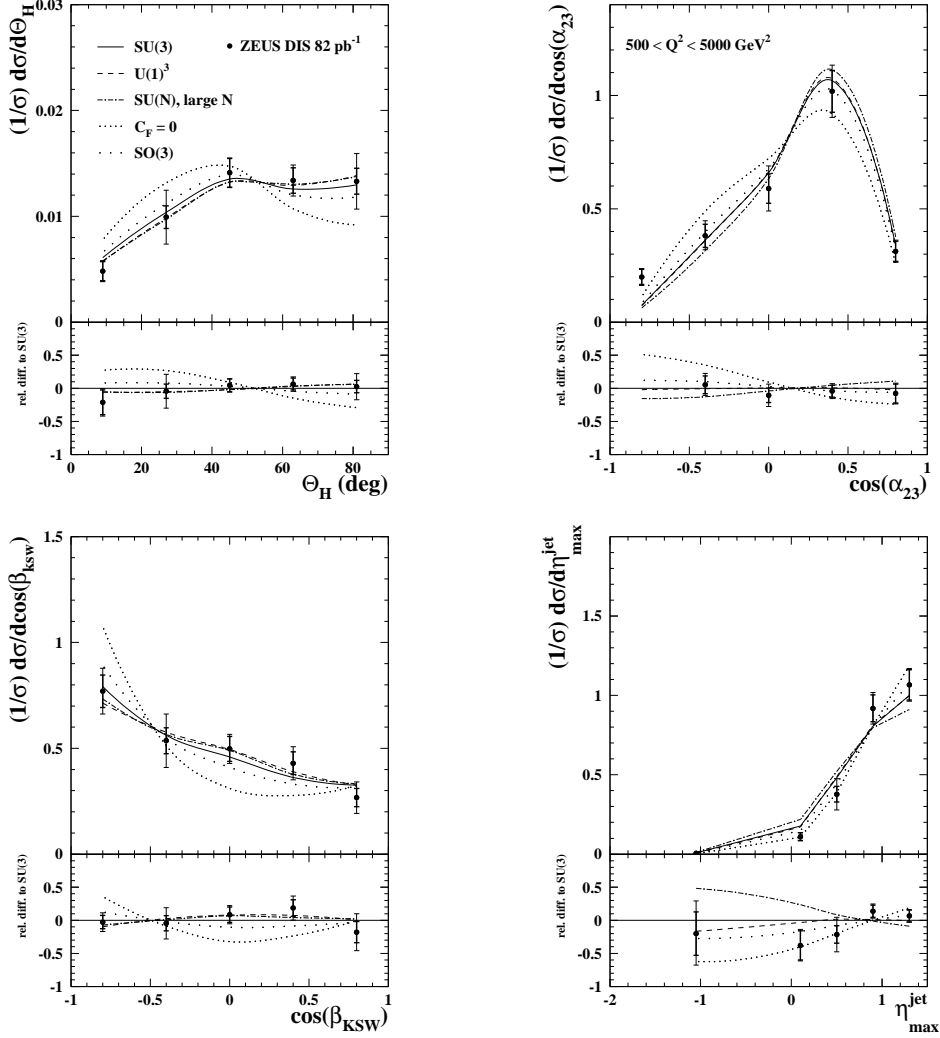 (1/σ) dσ/dΘ_H
0.03
0.02
0.01
0
SU(3)
U(1)^3
SU(N), large N
C_F = 0
SO(3)
ZEUS DIS 82 pb^-1
rel. diff. to SU(3)
0.5
0
-0.5
-1
0 20 40 60 80
Θ_H (deg)
(1/σ) dσ/dcos(α_23)
1
0.5
0
500 < Q^2 < 5000 GeV^2
rel. diff. to SU(3)
0.5
0
-0.5
-1
-1 -0.5 0 0.5 1
cos(α_23)
(1/σ) dσ/dcos(β_ksw)
1.5
1
0.5
0
rel. diff. to SU(3)
0.5
0
-0.5
-1
-1 -0.5 0 0.5 1
cos(β_KSW)
(1/σ) dσ/dη^jet_max
1.5
1
0.5
0
rel. diff. to SU(3)
0.5
0
-0.5
-1
-2 -1 0 1
η^jet_max